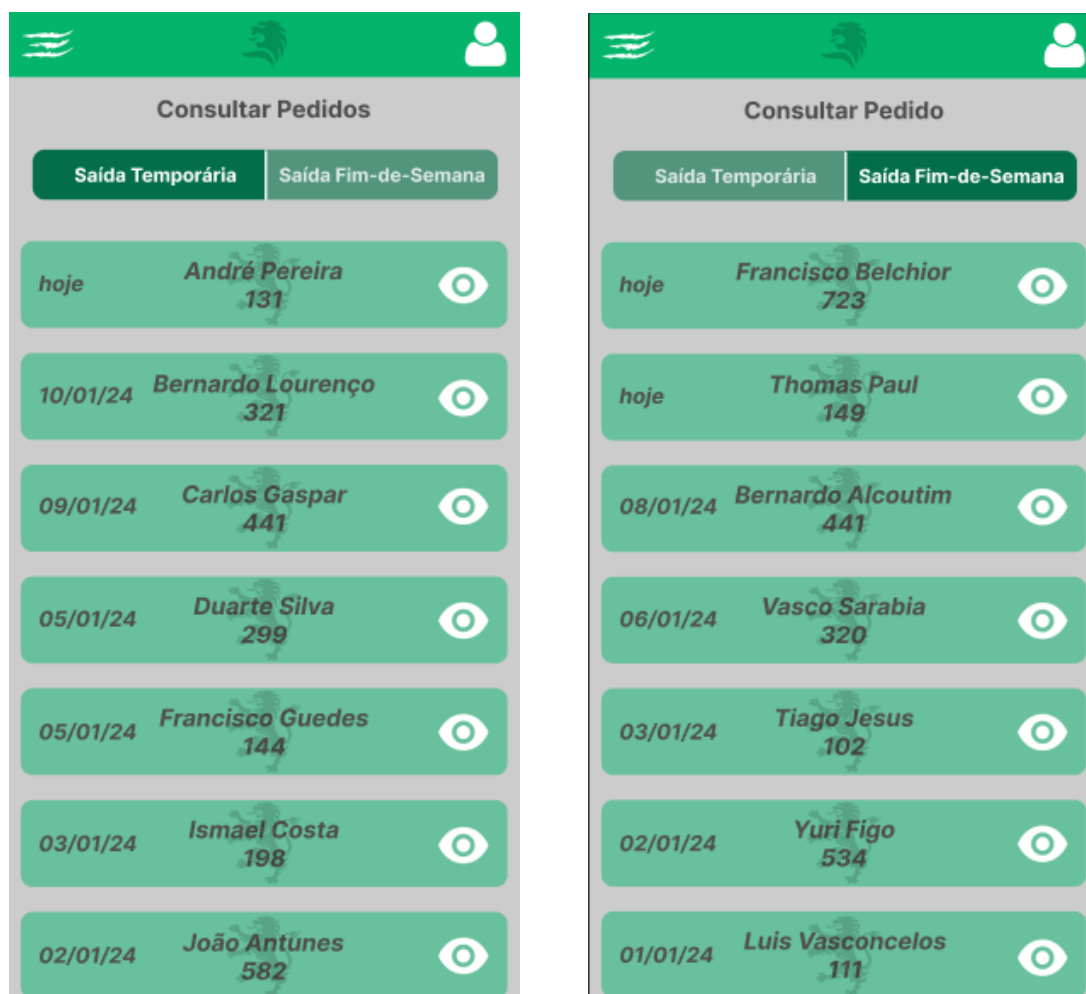 Consultar Pedidos
Saída Temporária
Saída Fim-de-Semana
hoje
André Pereira
131
10/01/24
Bernardo Lourenço
321
09/01/24
Carlos Gaspar
441
05/01/24
Duarte Silva
299
05/01/24
Francisco Guedes
144
03/01/24
Ismael Costa
198
02/01/24
João Antunes
582
Consultar Pedido
Saída Temporária
Saída Fim-de-Semana
hoje
Francisco Belchior
723
hoje
Thomas Paul
149
08/01/24
Bernardo Alcoutim
441
06/01/24
Vasco Sarabia
320
03/01/24
Tiago Jesus
102
02/01/24
Yuri Figo
534
01/01/24
Luis Vasconcelos
111